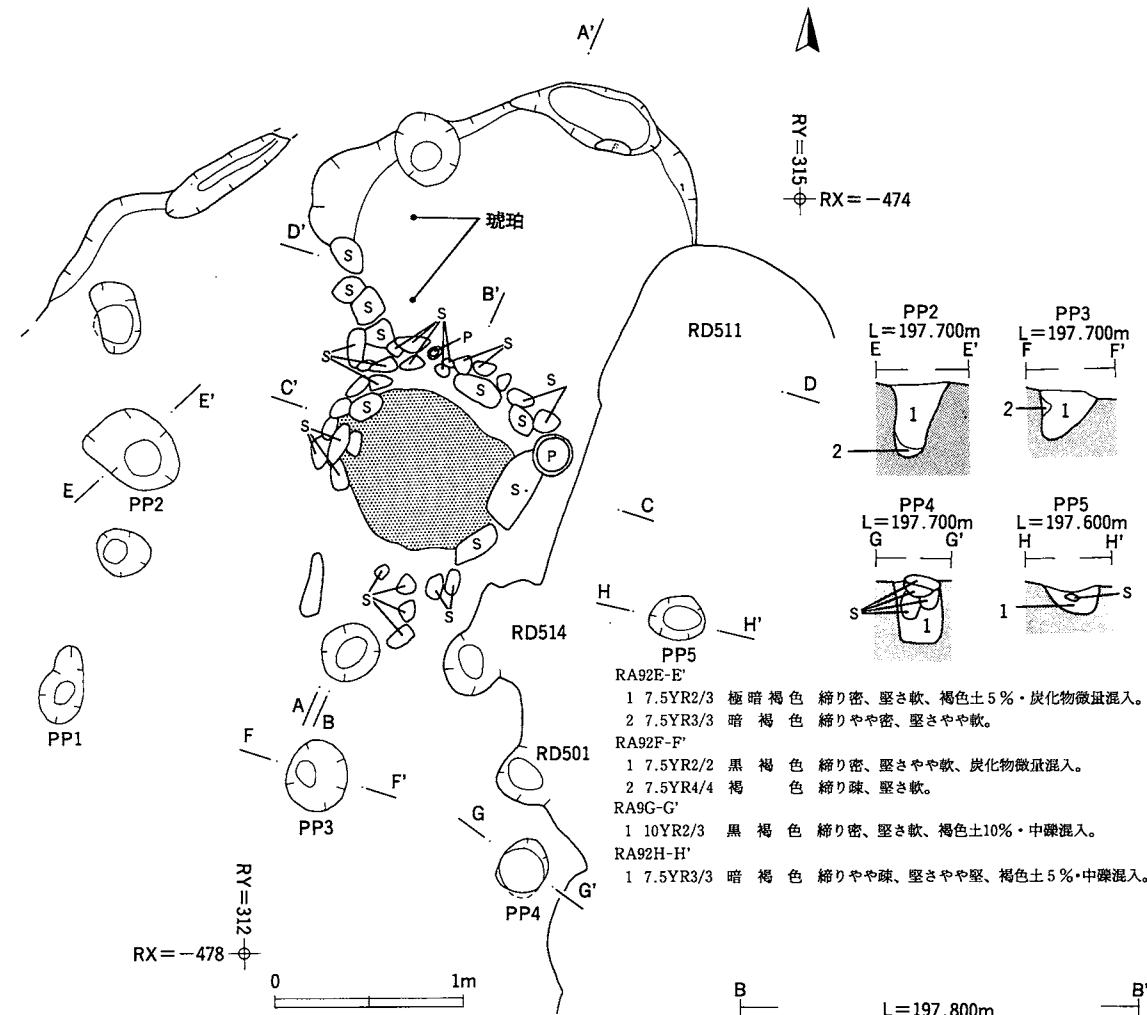 A'
RY=315
RX=-474
琥珀
D'
S
B'
S
S
S
S
S
P
S
RD511
S
S
S
S
D
C'
S
S
P
E'
S
S
C
E
PP2
S
S
H
H'
PP5
RD514
A
B
PP1
F
F'
PP3
RD501
G
G'
PP4
RY=312
RX=-478
0 1m
PP2
L=197.700m
E E'
1
2
PP3
L=197.700m
F F'
2 1
PP4
L=197.700m
G G'
S
1
PP5
L=197.600m
H H'
S
1
RA92E-E'
1 7.5YR2/3 極暗褐色 締り密、堅さ軟、褐色土5%・炭化物微量混入。
2 7.5YR3/3 暗褐色 締りやや密、堅さやや軟。
RA92F-F'
1 7.5YR2/2 黒褐色 締り密、堅さやや軟、炭化物微量混入。
2 7.5YR4/4 褐色 締り疎、堅さ軟。
RA9G-G'
1 10YR2/3 黒褐色 締り密、堅さ軟、褐色土10%・中礫混入。
RA92H-H'
1 7.5YR3/3 暗褐色 締りやや疎、堅さやや堅、褐色土5%・中礫混入。
B B'
L=197.800m